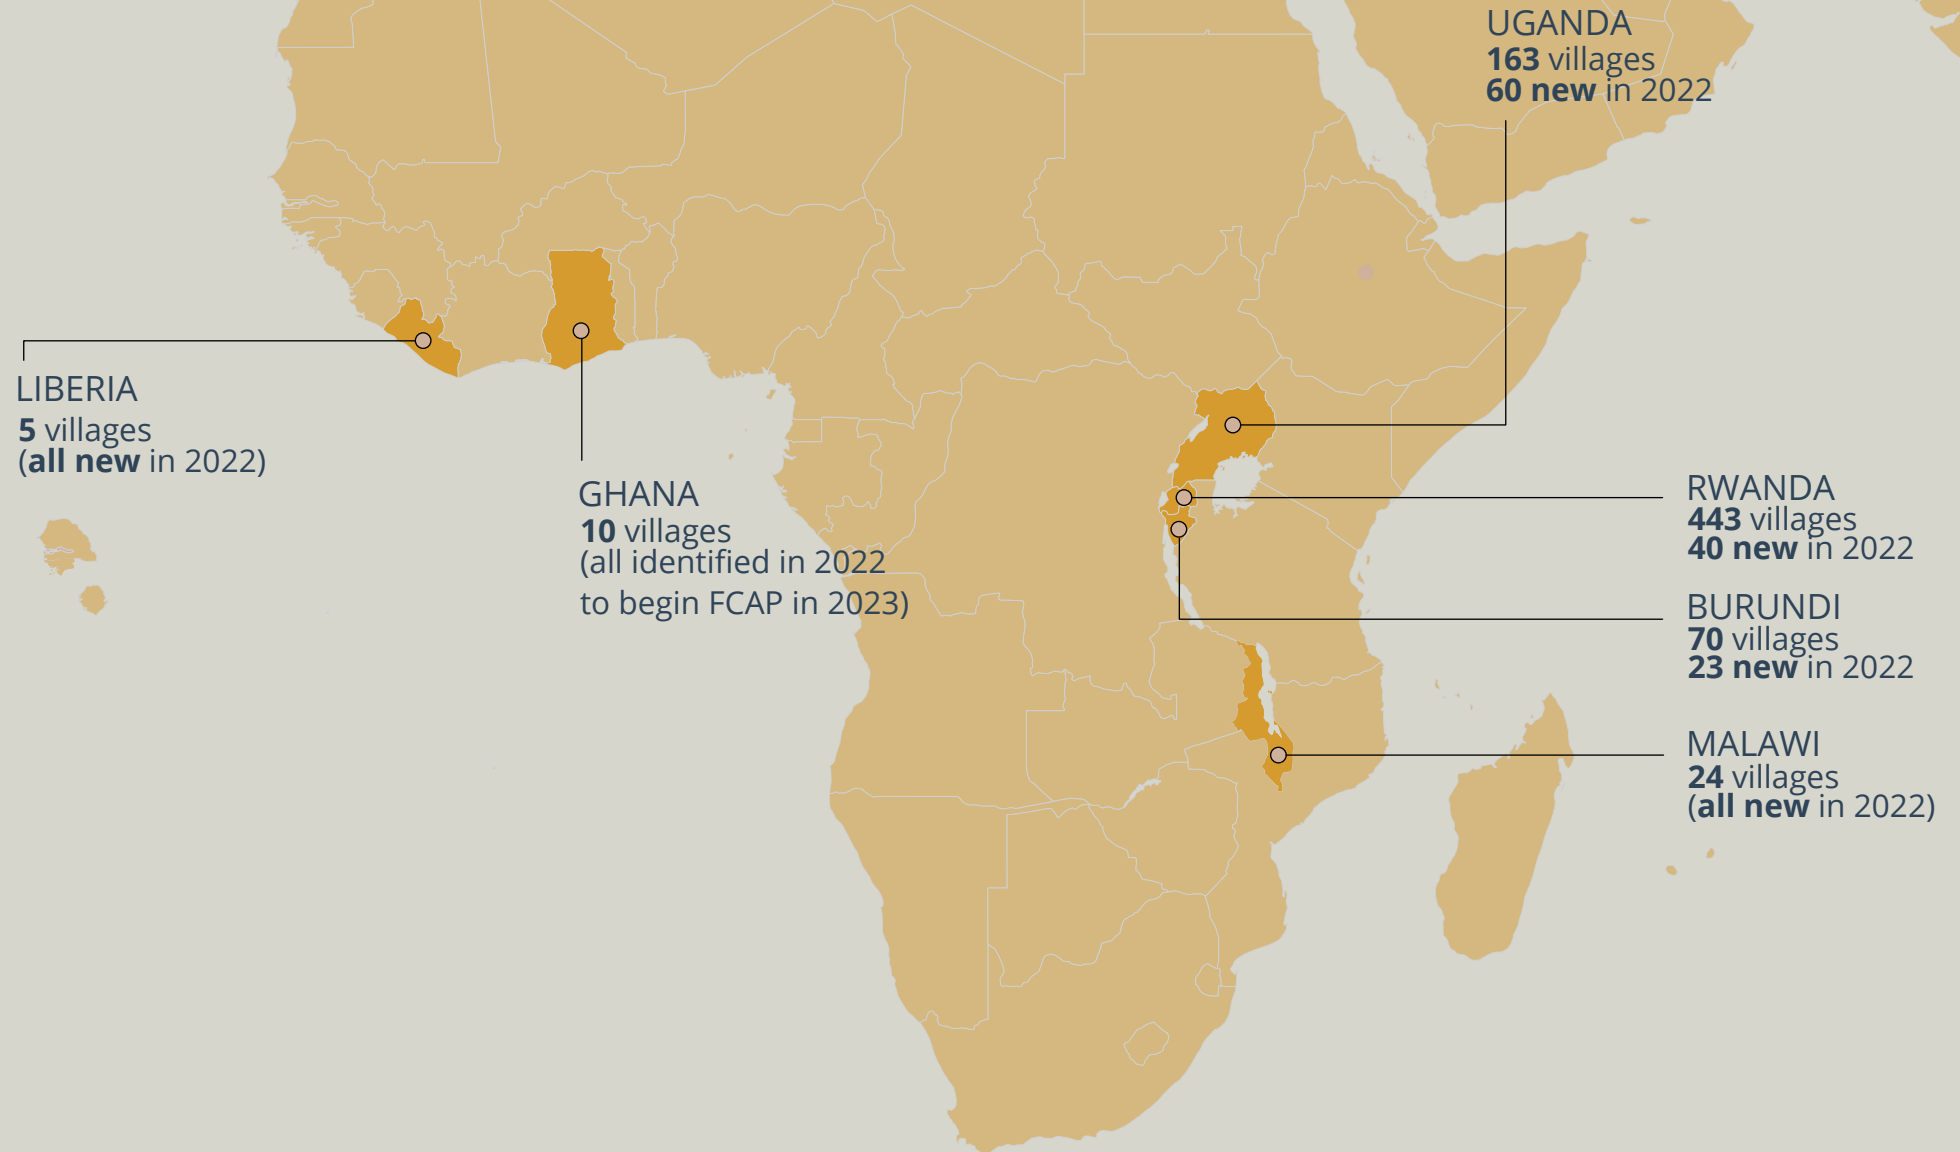 UGANDA
163 villages
60 new in 2022
LIBERIA
5 villages
(all new in 2022)
GHANA
10 villages
(all identified in 2022
to begin FCAP in 2023)
RWANDA
443 villages
40 new in 2022
BURUNDI
70 villages
23 new in 2022
MALAWI
24 villages
(all new in 2022)